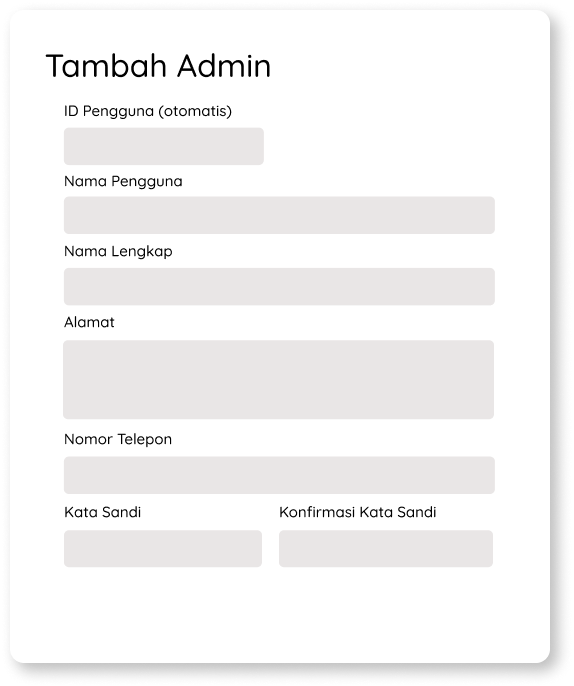 Tambah Admin
ID Pengguna (otomatis)
Nama Pengguna
Nama Lengkap
Alamat
Nomor Telepon
Kata Sandi
Konfirmasi Kata Sandi